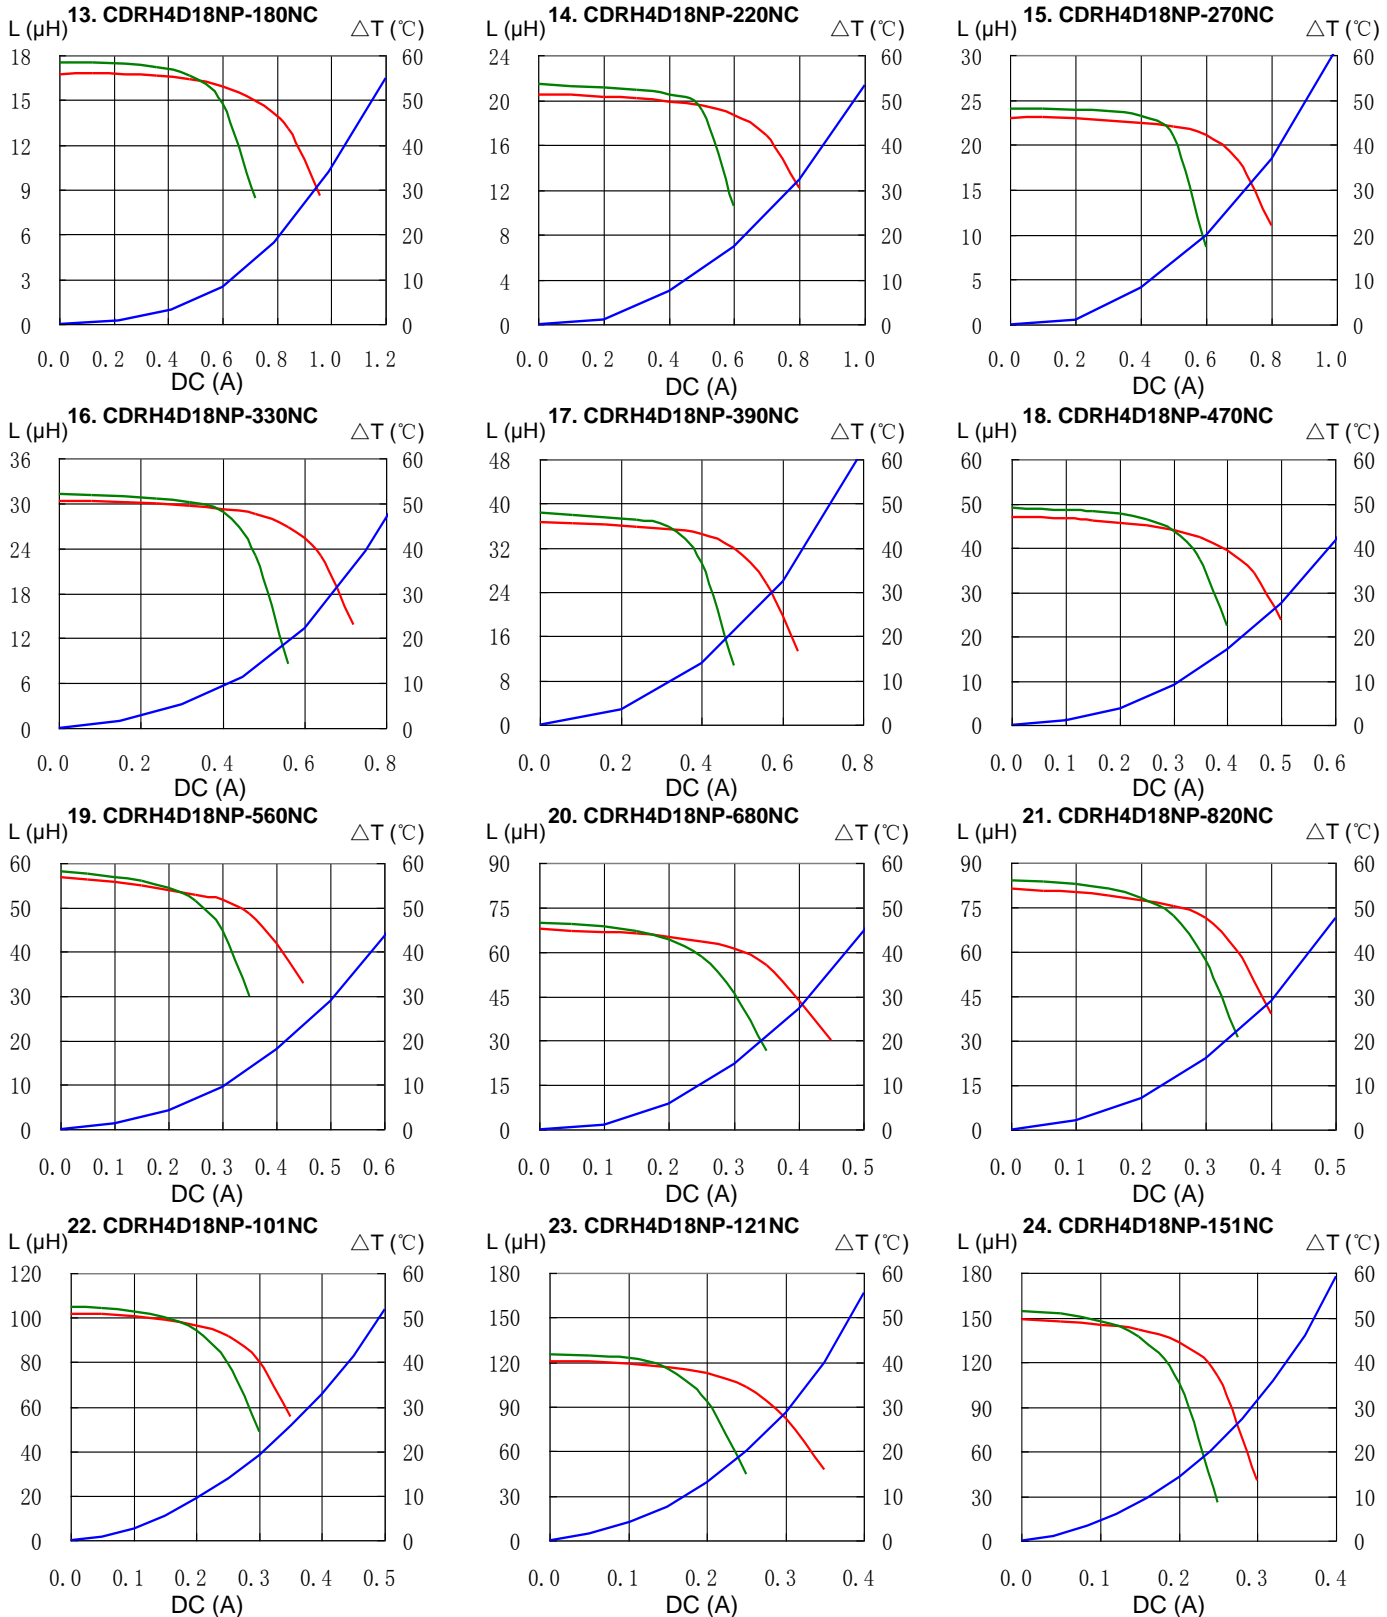 13. CDRH4D18NP-180NC
L (μH)
△T (℃)
18 15 12 9 6 3 0
60 50 40 30 20 10 0
0.0 0.2 0.4 0.6 0.8 1.0 1.2
DC (A)
14. CDRH4D18NP-220NC
L (μH)
△T (℃)
24 20 16 12 8 4 0
60 50 40 30 20 10 0
0.0 0.2 0.4 0.6 0.8 1.0
DC (A)
15. CDRH4D18NP-270NC
L (μH)
△T (℃)
30 25 20 15 10 5 0
60 50 40 30 20 10 0
0.0 0.2 0.4 0.6 0.8 1.0
DC (A)
16. CDRH4D18NP-330NC
L (μH)
△T (℃)
36 30 24 18 12 6 0
60 50 40 30 20 10 0
0.0 0.2 0.4 0.6 0.8
DC (A)
17. CDRH4D18NP-390NC
L (μH)
△T (℃)
48 40 32 24 16 8 0
60 50 40 30 20 10 0
0.0 0.2 0.4 0.6 0.8
DC (A)
18. CDRH4D18NP-470NC
L (μH)
△T (℃)
60 50 40 30 20 10 0
60 50 40 30 20 10 0
0.0 0.1 0.2 0.3 0.4 0.5 0.6
DC (A)
19. CDRH4D18NP-560NC
L (μH)
△T (℃)
60 50 40 30 20 10 0
60 50 40 30 20 10 0
0.0 0.1 0.2 0.3 0.4 0.5 0.6
DC (A)
20. CDRH4D18NP-680NC
L (μH)
△T (℃)
90 75 60 45 30 15 0
60 50 40 30 20 10 0
0.0 0.1 0.2 0.3 0.4 0.5
DC (A)
21. CDRH4D18NP-820NC
L (μH)
△T (℃)
90 75 60 45 30 15 0
60 50 40 30 20 10 0
0.0 0.1 0.2 0.3 0.4 0.5
DC (A)
22. CDRH4D18NP-101NC
L (μH)
△T (℃)
120 100 80 60 40 20 0
60 50 40 30 20 10 0
0.0 0.1 0.2 0.3 0.4 0.5
DC (A)
23. CDRH4D18NP-121NC
L (μH)
△T (℃)
180 150 120 90 60 30 0
60 50 40 30 20 10 0
0.0 0.1 0.2 0.3 0.4
DC (A)
24. CDRH4D18NP-151NC
L (μH)
△T (℃)
180 150 120 90 60 30 0
60 50 40 30 20 10 0
0.0 0.1 0.2 0.3 0.4
DC (A)